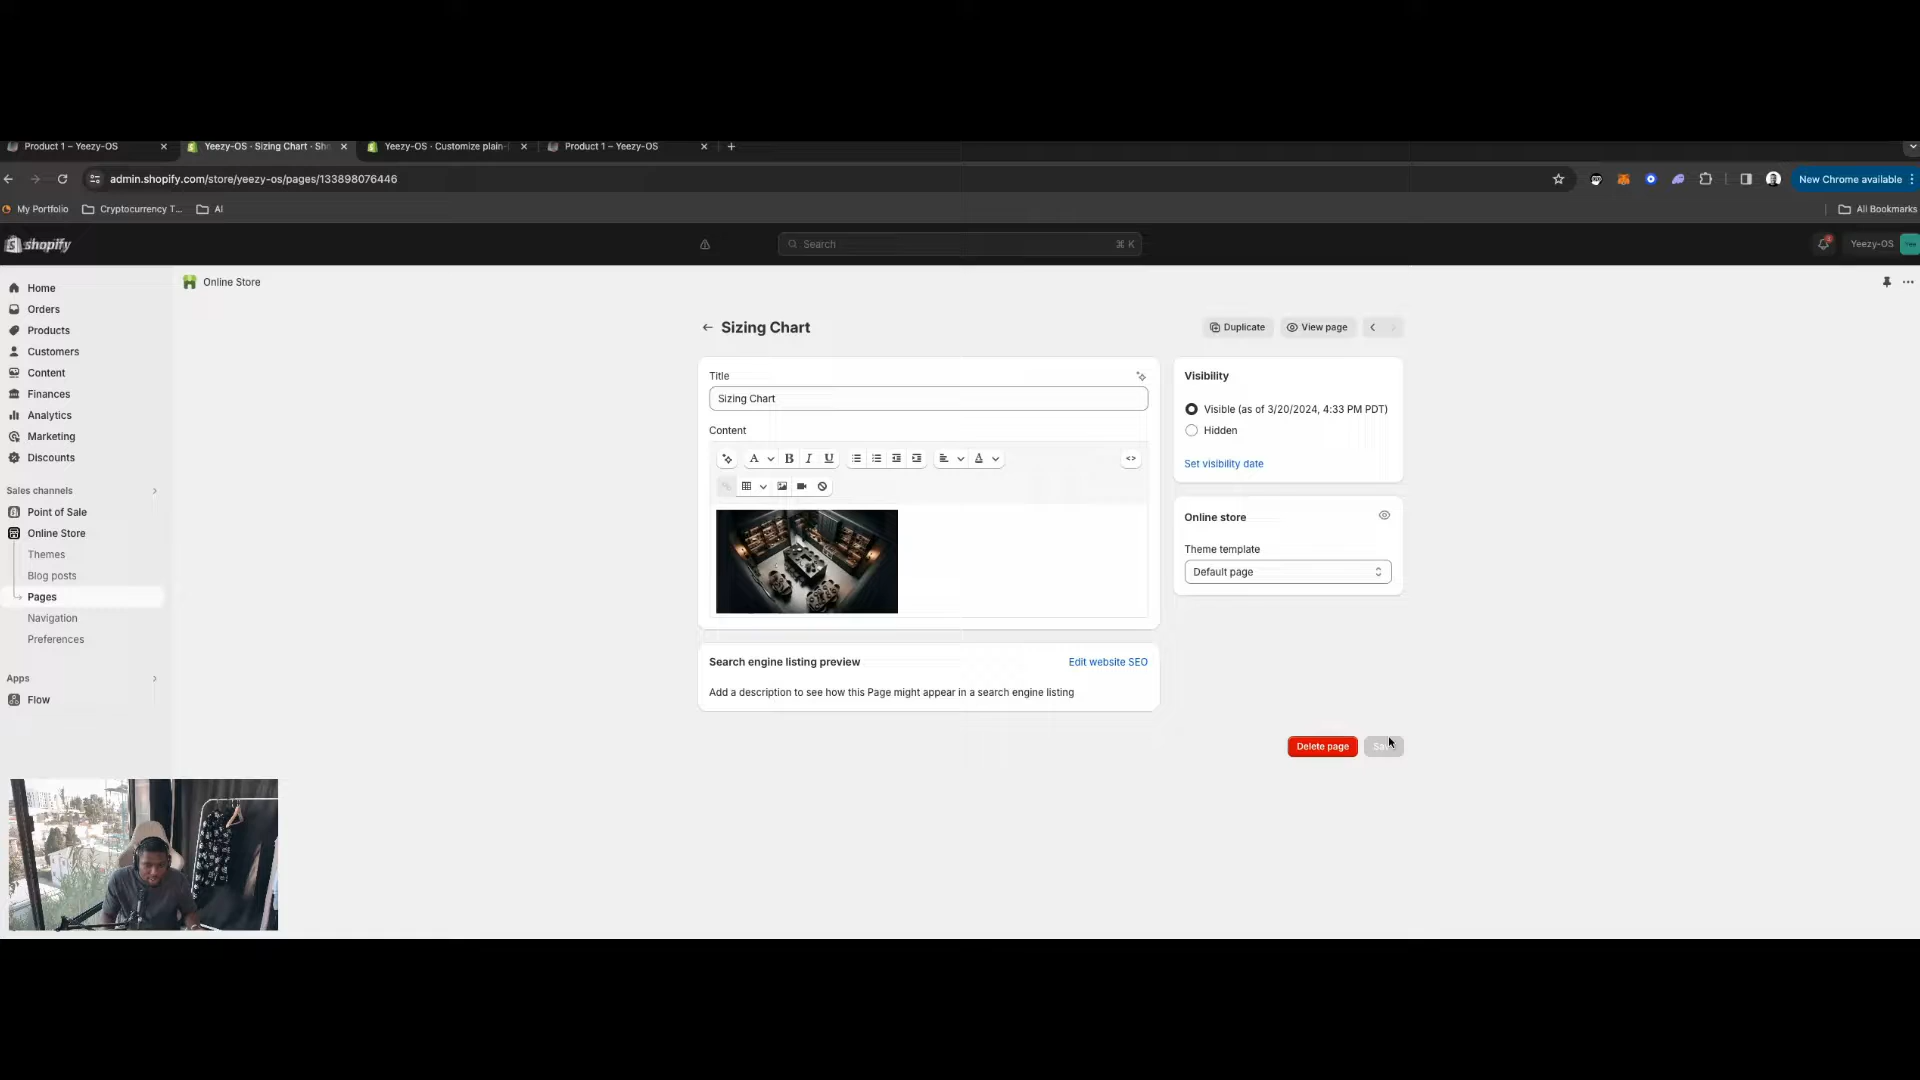 Product 1 – Yeezy-OS
Yeezy-OS · Sizing Chart · Sh
Yeezy-OS · Customize plain-
Product 1 – Yeezy-OS
admin.shopify.com/store/yeezy-os/pages/133898076446
New Chrome available
My Portfolio
Cryptocurrency T...
AI
All Bookmarks
shopify
Search
⌘ K
Yeezy-OS
Home
Orders
Products
Customers
Content
Finances
Analytics
Marketing
Discounts
Sales channels
Point of Sale
Online Store
Themes
Blog posts
Pages
Navigation
Preferences
Apps
Flow
Online Store
Sizing Chart
Duplicate
View page
Title
Sizing Chart
Content
A
B
I
U
A
<>
Search engine listing preview
Edit website SEO
Add a description to see how this Page might appear in a search engine listing
Visibility
Visible (as of 3/20/2024, 4:33 PM PDT)
Hidden
Set visibility date
Online store
Theme template
Default page
Delete page